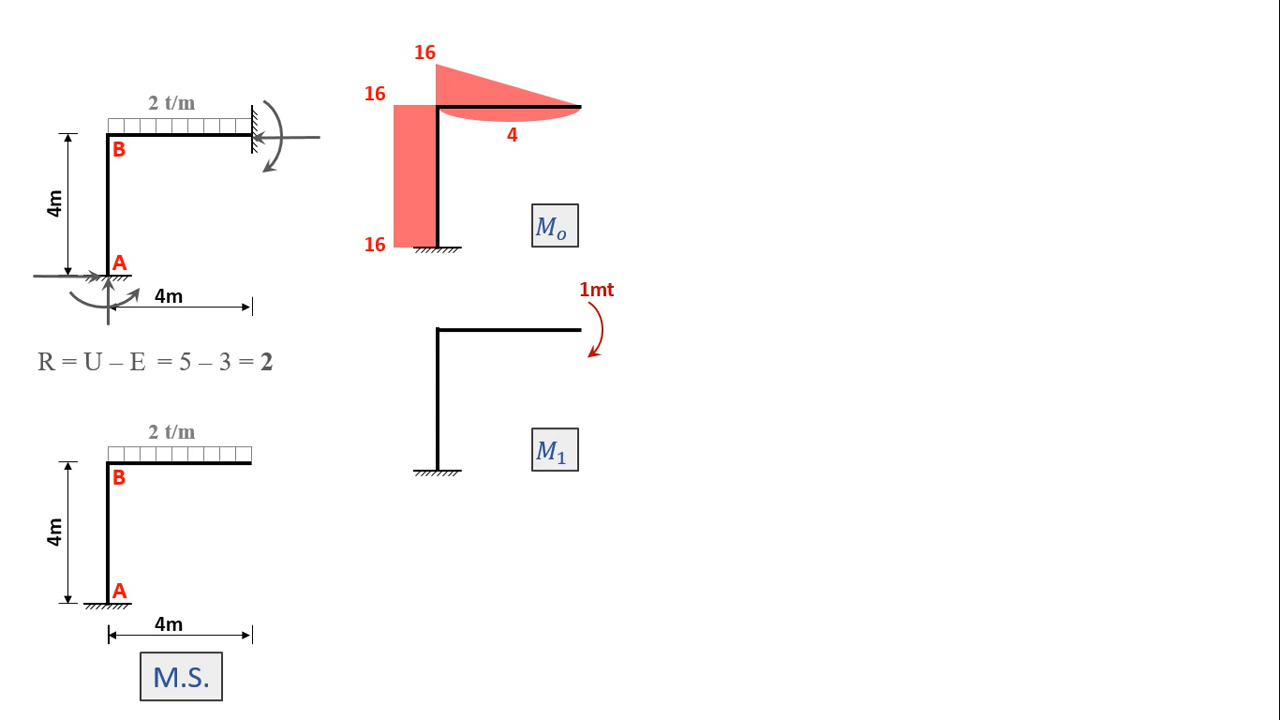 2 t/m
B
4m
A
4m
R = U – E = 5 – 3 = 2
2 t/m
B
4m
A
4m
M.S.
16
16
4
16
M_o
1mt
M_1